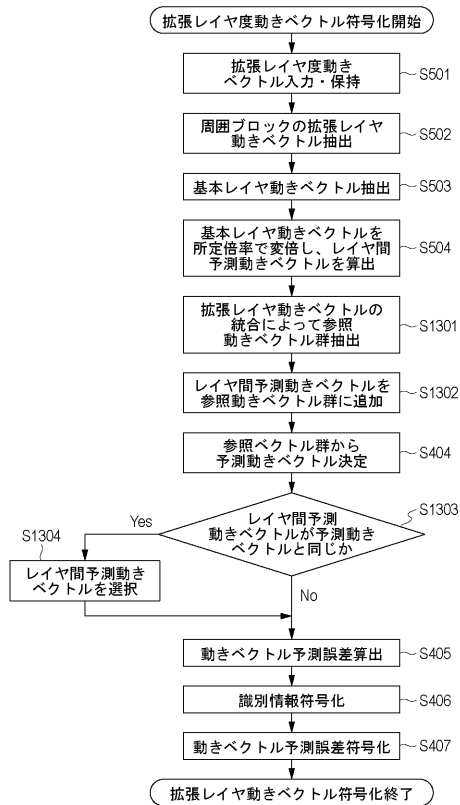 拡張レイヤ度動きベクトル符号化開始
拡張レイヤ度動き
ベクトル入力・保持
S501
周囲ブロックの拡張レイヤ
動きベクトル抽出
S502
基本レイヤ動きベクトル抽出
S503
基本レイヤ動きベクトルを
所定倍率で変倍し、レイヤ間
予測動きベクトルを算出
S504
拡張レイヤ動きベクトルの
統合によって参照
動きベクトル群抽出
S1301
レイヤ間予測動きベクトルを
参照動きベクトル群に追加
S1302
参照ベクトル群から
予測動きベクトル決定
S404
レイヤ間予測
動きベクトルが予測動き
ベクトルと同じか
S1303
Yes
S1304
レイヤ間予測動き
ベクトルを選択
No
動きベクトル予測誤差算出
S405
識別情報符号化
S406
動きベクトル予測誤差符号化
S407
拡張レイヤ動きベクトル符号化終了